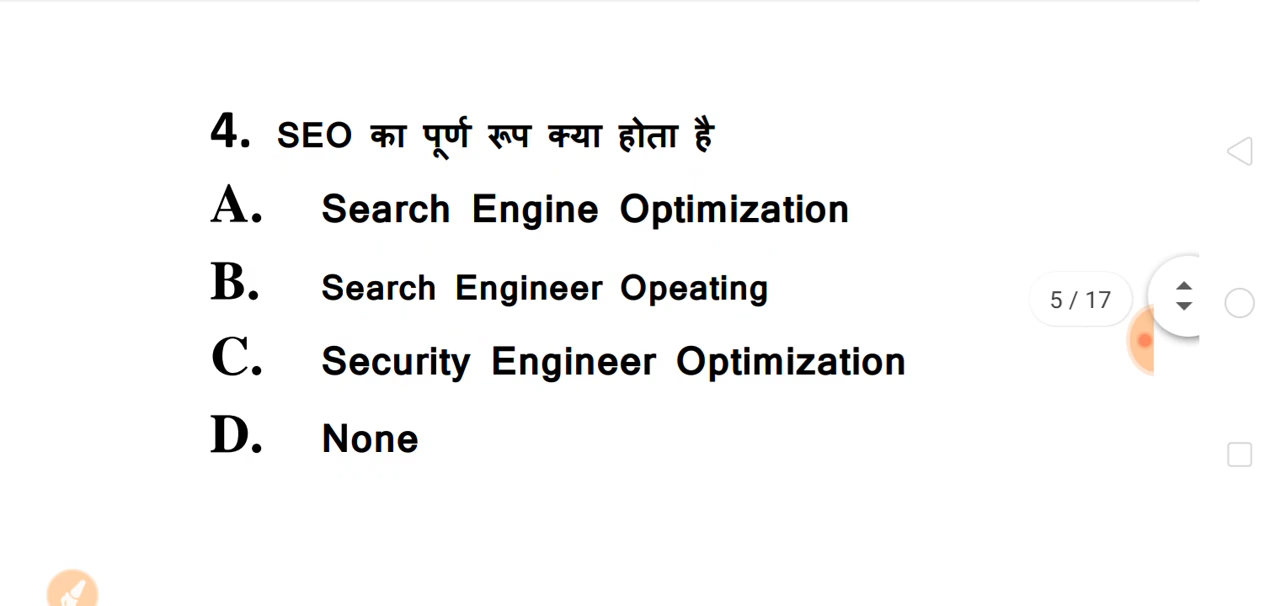 4. SEO का पूर्ण रूप क्या होता है
A. Search Engine Optimization
B. Search Engineer Opeating
5 / 17
C. Security Engineer Optimization
D. None